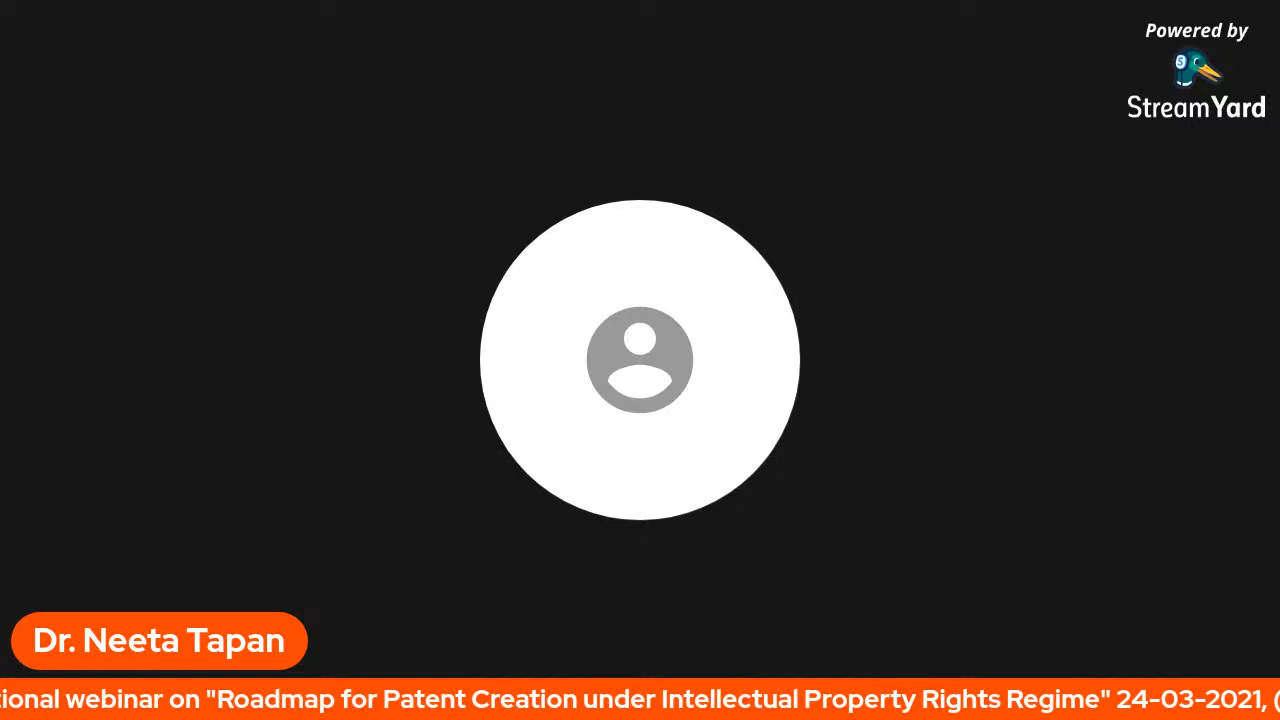 Powered by
S
StreamYard
Dr. Neeta Tapan
tional webinar on "Roadmap for Patent Creation under Intellectual Property Rights Regime" 24-03-2021, (